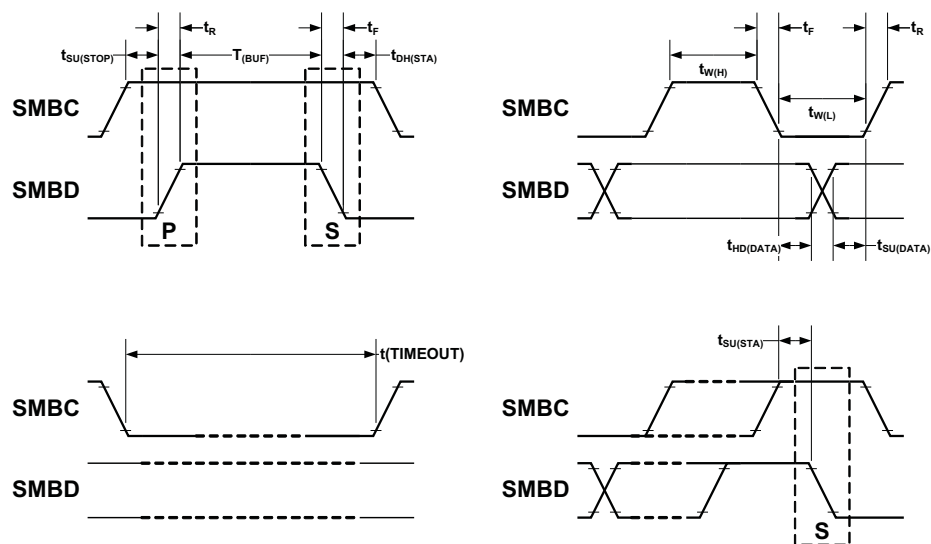 tR
tF
tSU(STOP)
T(BUF)
tDH(STA)
SMBC
SMBD
P
S
tF
tR
tW(H)
tW(L)
SMBC
SMBD
tHD(DATA)
tSU(DATA)
t(TIMEOUT)
SMBC
SMBD
tSU(STA)
SMBC
SMBD
S